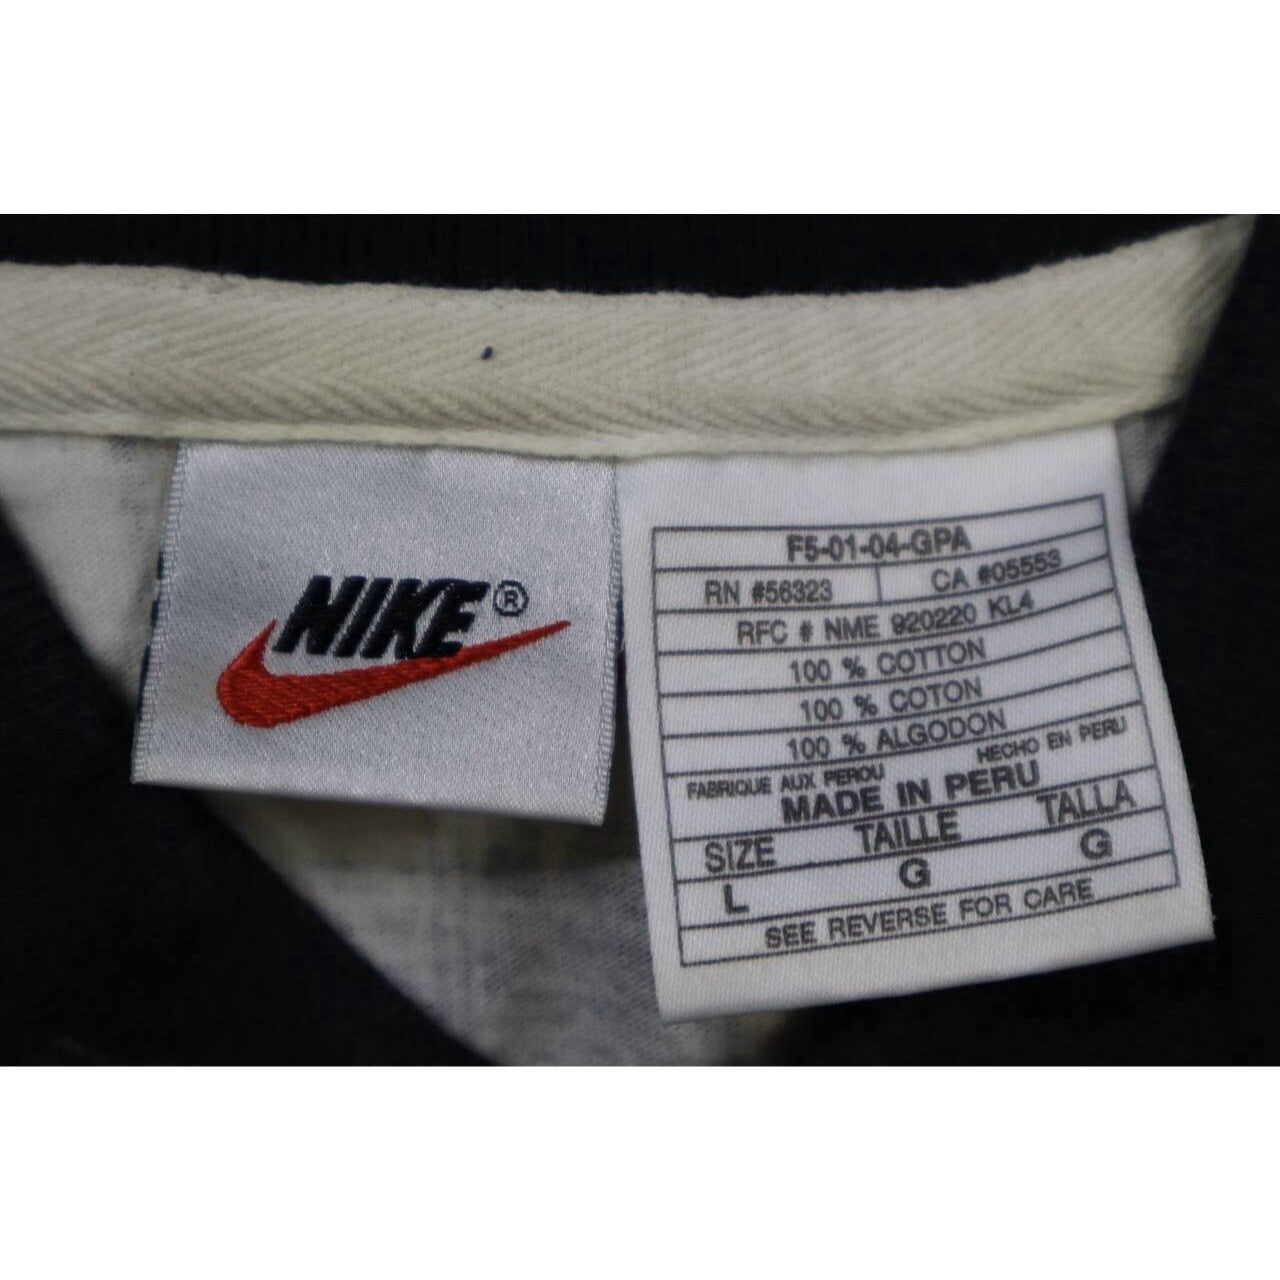 NIKE®
F5-01-04-GPA
RN #56323 CA #05553
RFC # NME 920220 KL4
100 % COTTON
100 % COTON
100 % ALGODON
FABRIQUE AUX PEROU HECHO EN PERU
MADE IN PERU
SIZE TAILLE TALLA
L G G
SEE REVERSE FOR CARE